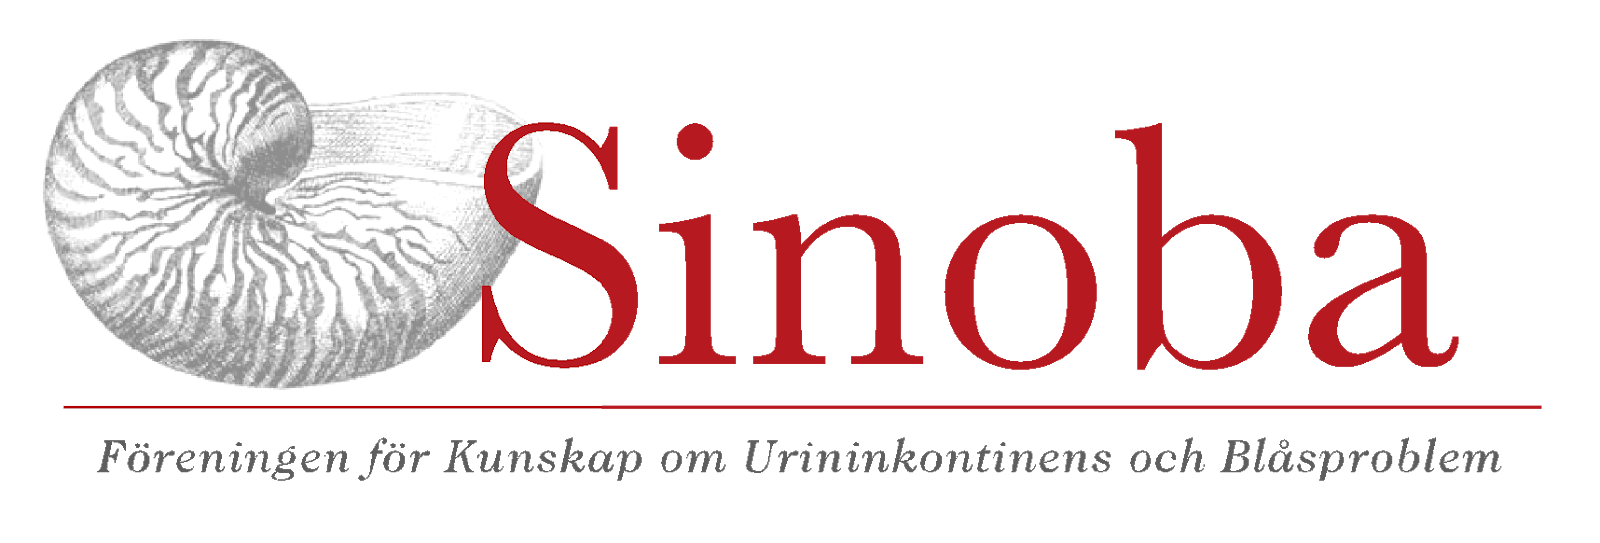 Sinoba
Föreningen för Kunskap om Urininkontinens och Blåsproblem